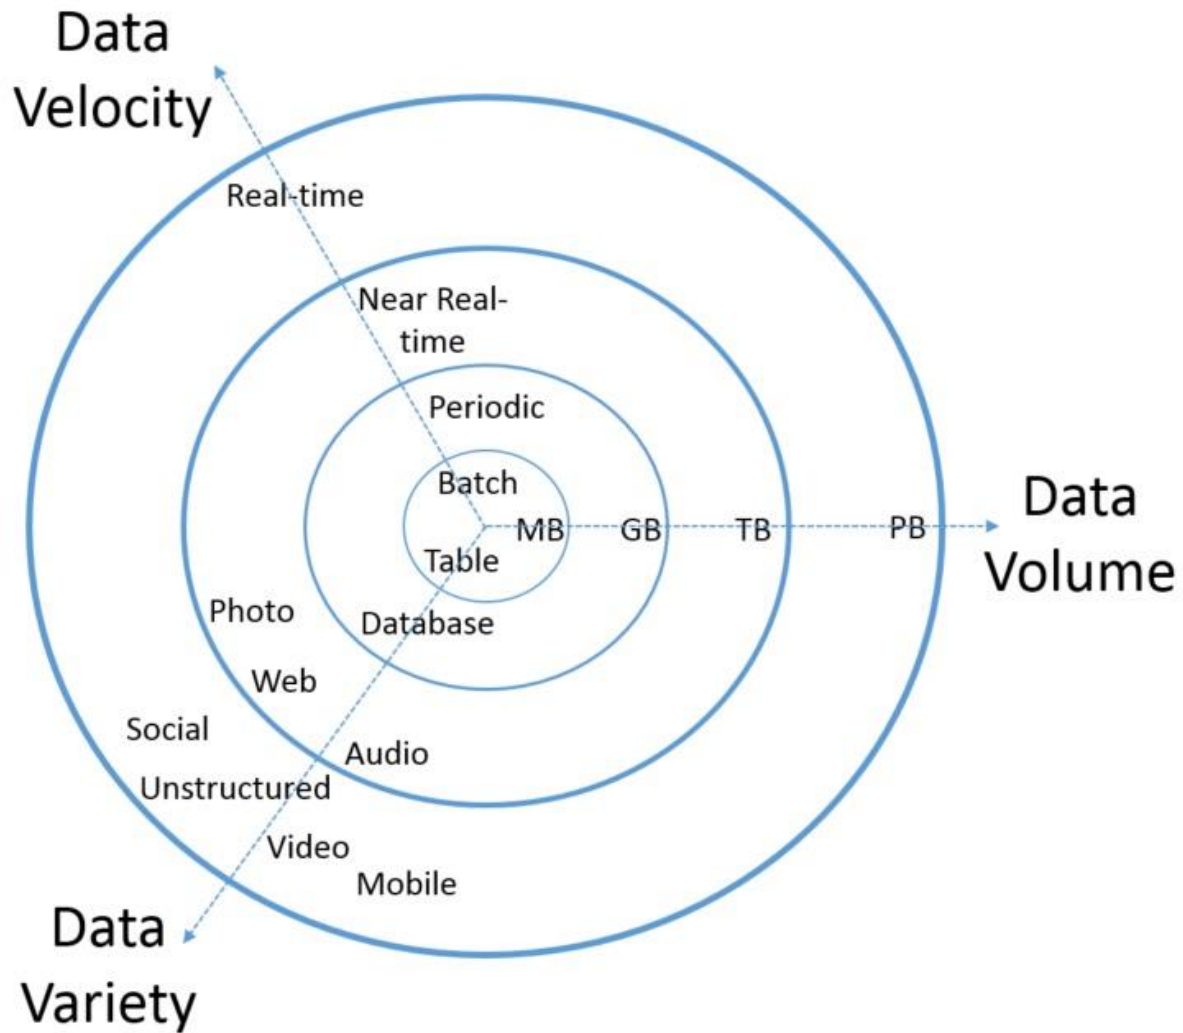 Data
Velocity
Real-time
Near Real-
time
Periodic
Batch
MB
GB
TB
PB
Data
Volume
Table
Database
Photo
Web
Audio
Social
Unstructured
Video
Mobile
Data
Variety